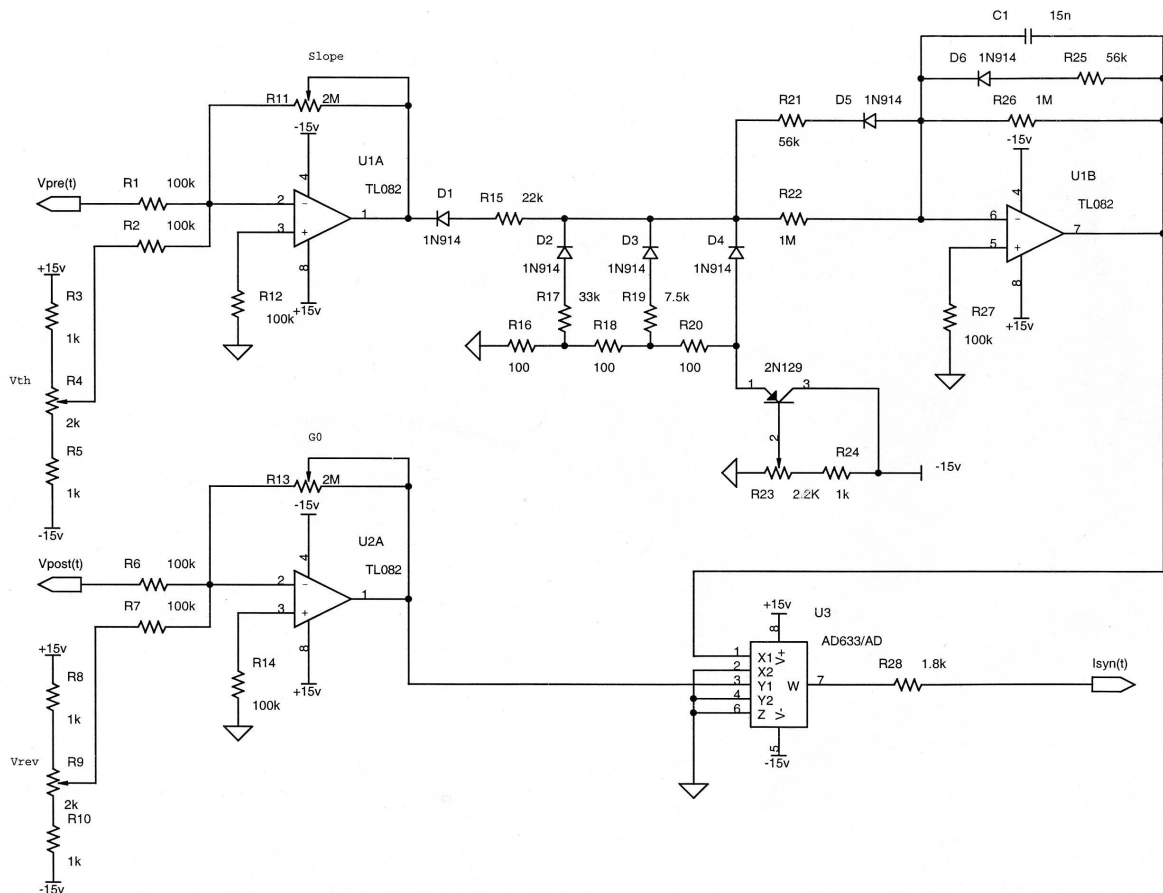 C1 15n
D6 1N914 R25 56k
Slope
R11 2M
-15v
R21 D5 1N914 R26 1M
56k -15v
4 U1A 4 U1B
Vpre(t) R1 100k TL082 TL082
2 - 1 D1 R15 22k R22 6 - 7
R2 100k 3 + 1N914 1M 5 +
D2 D3 D4
+15v 8 1N914 1N914 1N914 8
R3 R12 +15v R17 33k R19 7.5k R27 +15v
1k 100k R16 R18 R20 100k
100 100 100
Vth R4 2N129
2k 1 3
R5 G0 2 R24
1k R13 2M -15v
-15v R23 2.2K 1k
-15v
4 U2A
Vpost(t) R6 100k TL082
2 - 1
R7 100k 3 + +15v U3
+15v 8 8 AD633/AD
R8 R14 +15v 1 X1 V+ R28 1.8k Isyn(t)
1k 100k 2 X2
3 Y1 W 7
4 Y2
6 Z V-
5
Vrev R9 -15v
2k
R10
1k
-15v